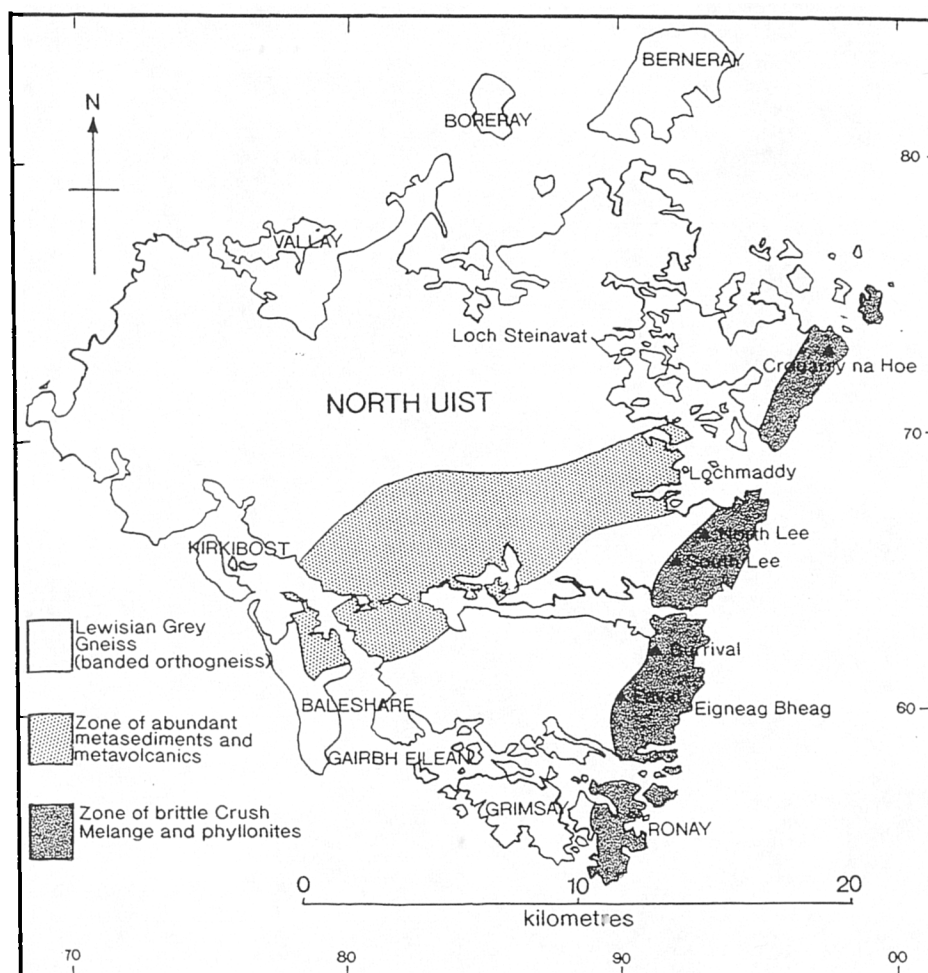 BERNERAY
N
BORERAY
80
VALLAY
Loch Steinavat
Crogarry na Hoe
NORTH UIST
70
Lochmaddy
North Lee
KIRKIBOST
South Lee
Lewisian Grey
Gneiss
(banded orthogneiss)
Burrival
Eaval
BALESHARE
Eigneag Bheag
60
Zone of abundant
metasediments and
metavolcanics
GAIRBH EILEAN
GRIMSAY
Zone of brittle Crush
Melange and phyllonites
RONAY
0 10 20
kilometres
70 80 90 00